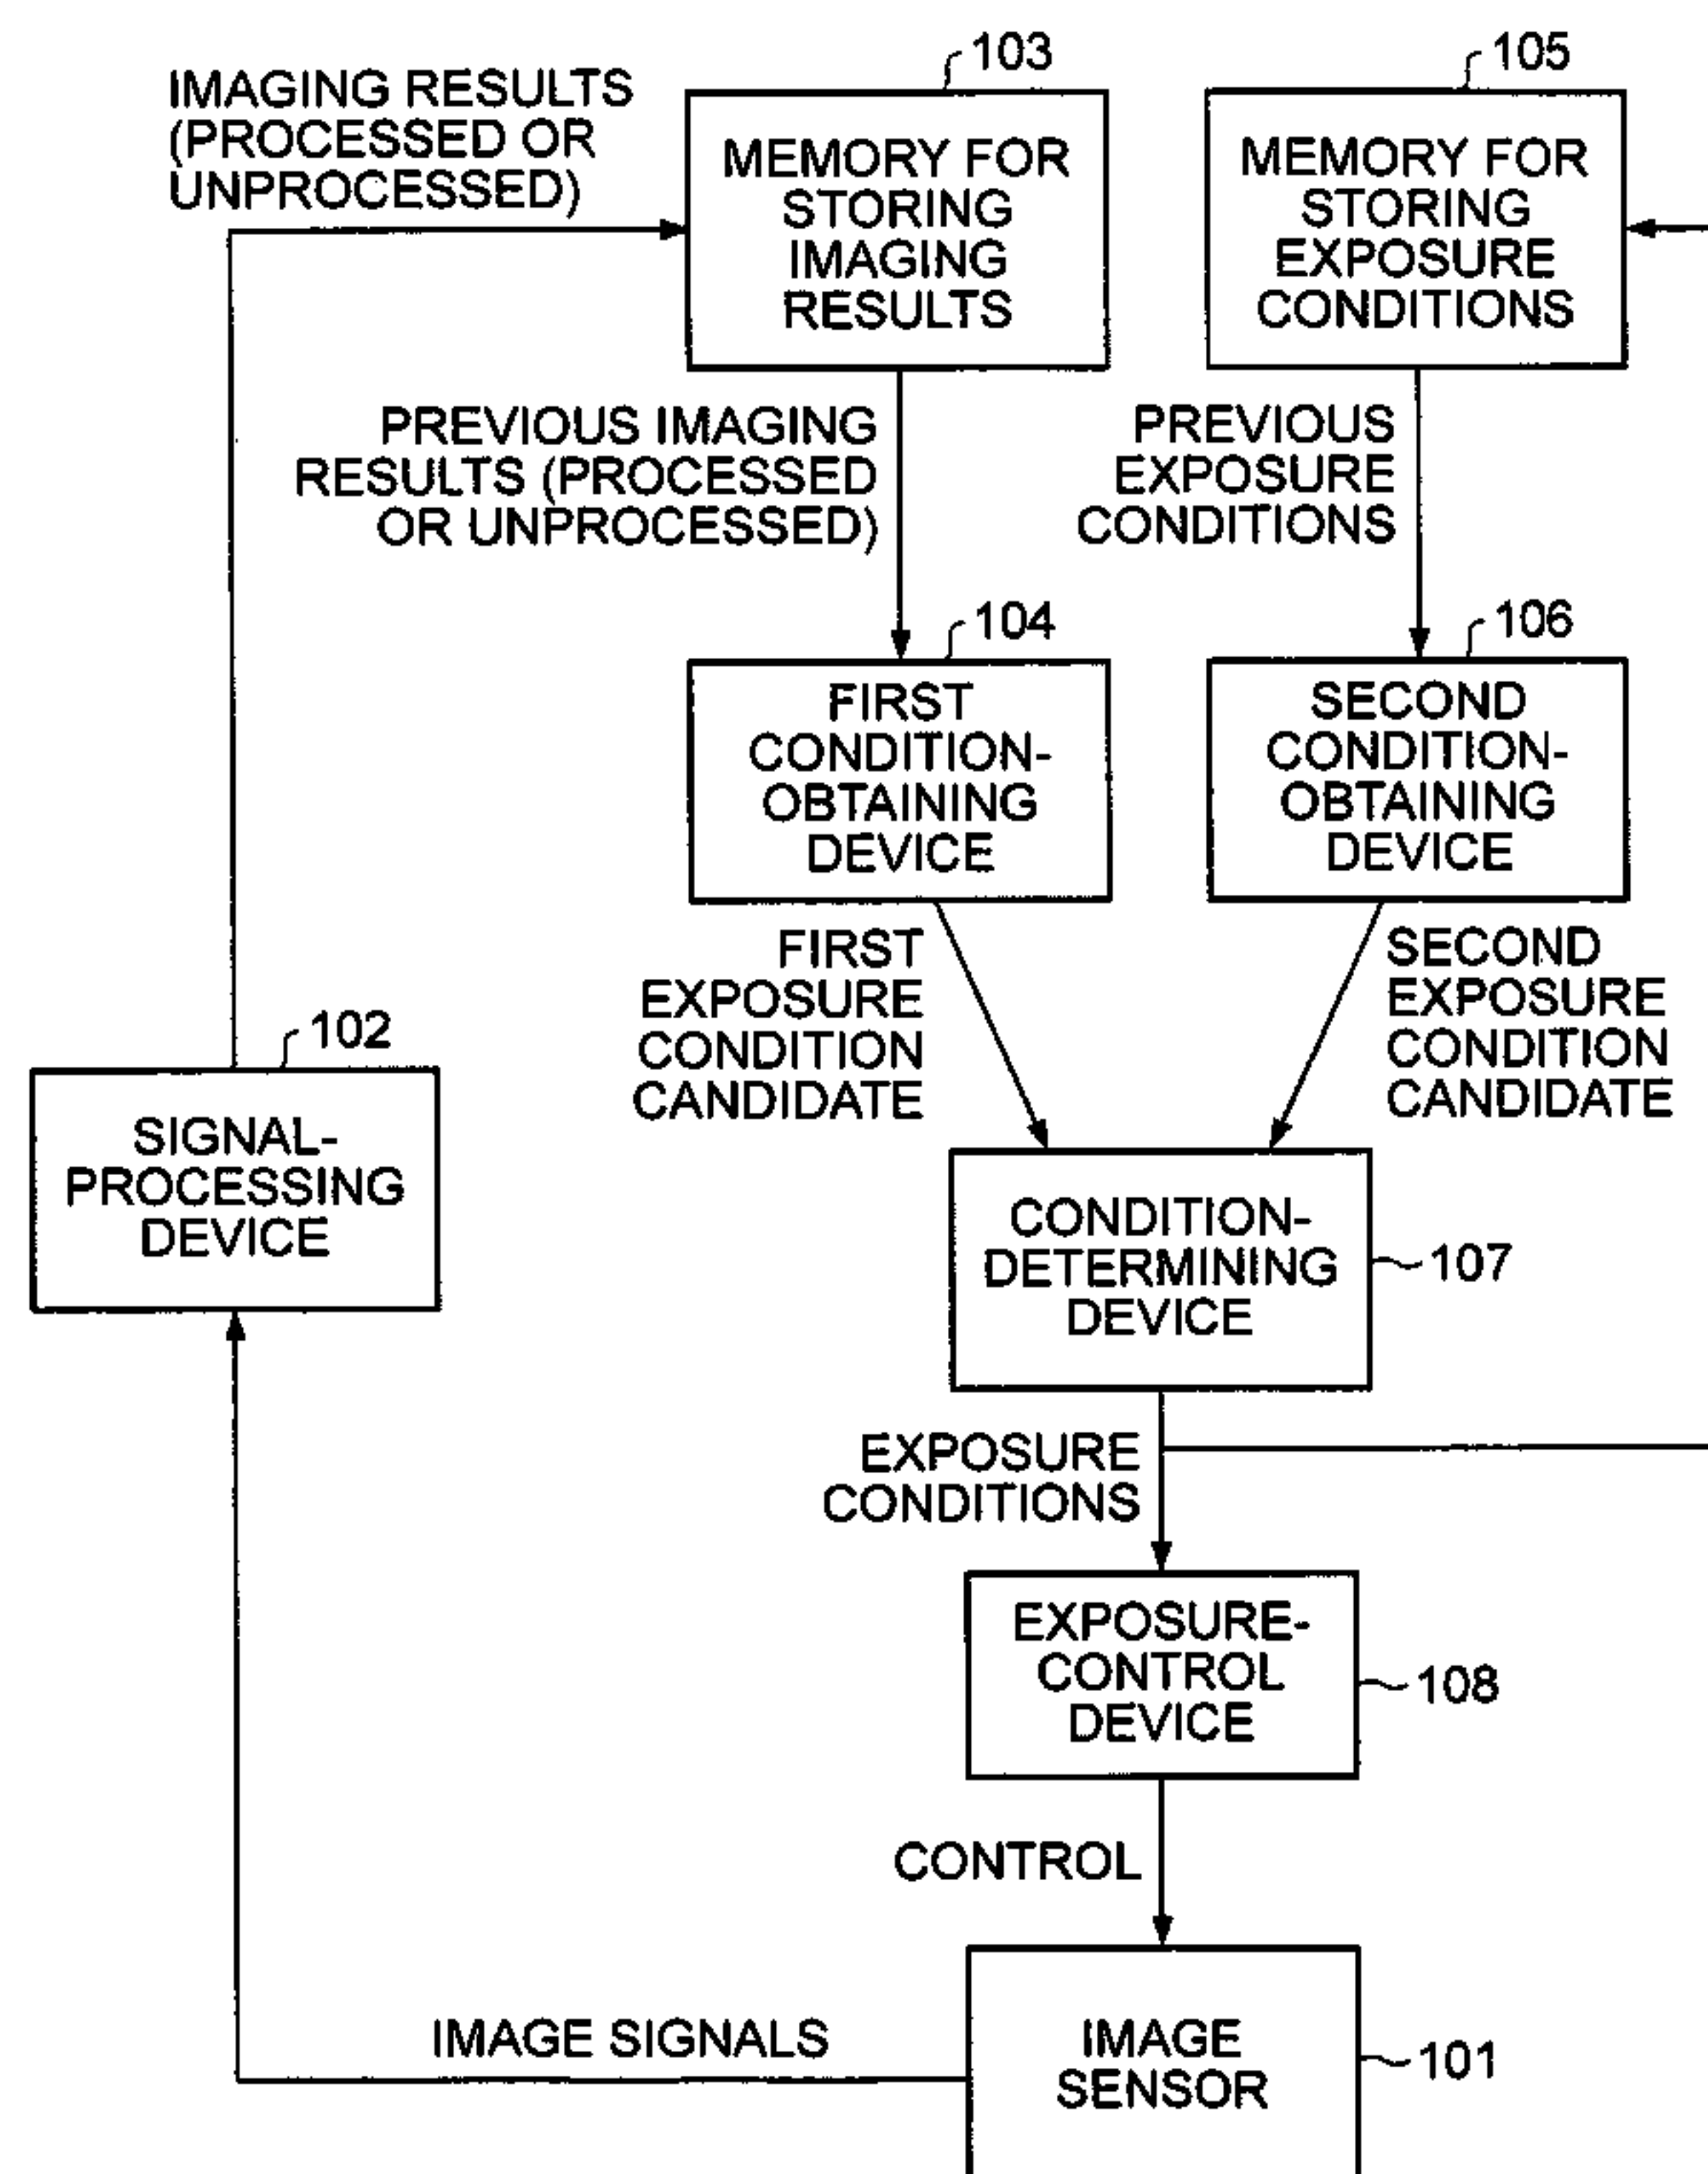 103
105
IMAGING RESULTS
(PROCESSED OR
UNPROCESSED)
MEMORY FOR
STORING
IMAGING
RESULTS
MEMORY FOR
STORING
EXPOSURE
CONDITIONS
PREVIOUS IMAGING
RESULTS (PROCESSED
OR UNPROCESSED)
PREVIOUS
EXPOSURE
CONDITIONS
104
106
FIRST
CONDITION-
OBTAINING
DEVICE
SECOND
CONDITION-
OBTAINING
DEVICE
FIRST
EXPOSURE
CONDITION
CANDIDATE
SECOND
EXPOSURE
CONDITION
CANDIDATE
102
SIGNAL-
PROCESSING
DEVICE
CONDITION-
DETERMINING
DEVICE
107
EXPOSURE
CONDITIONS
EXPOSURE-
CONTROL
DEVICE
108
CONTROL
IMAGE SIGNALS
IMAGE
SENSOR
101